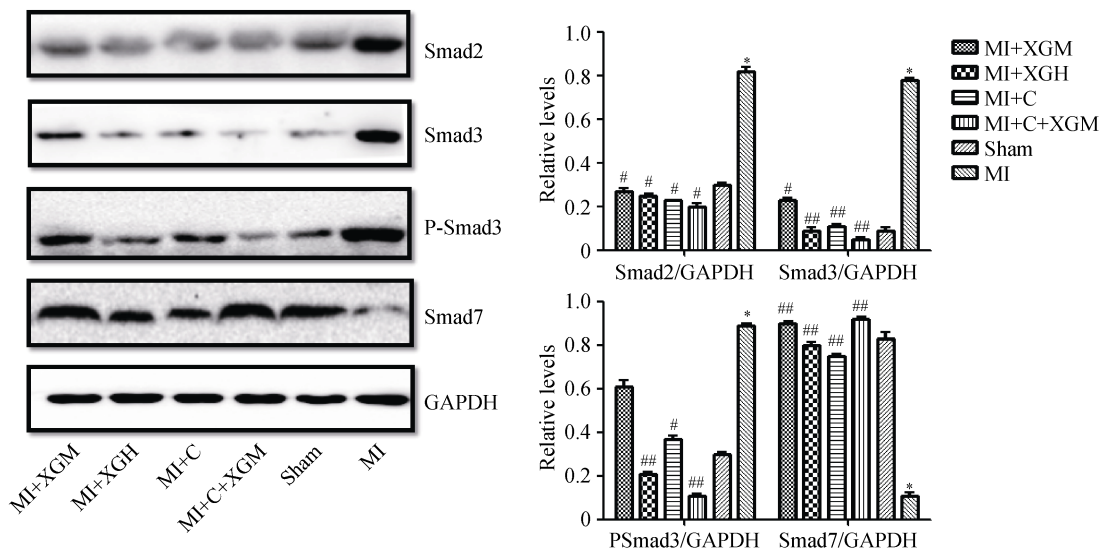 Smad2
Smad3
P-Smad3
Smad7
GAPDH
MI+XGM
MI+XGH
MI+C
MI+C+XGM
Sham
MI
Relative levels
1.0
0.8
0.6
0.4
0.2
0
# # # # *
# ## ## ## *
Smad2/GAPDH
Smad3/GAPDH
MI+XGM
MI+XGH
MI+C
MI+C+XGM
Sham
MI
Relative levels
1.0
0.8
0.6
0.4
0.2
0
## # ## *
## ## ## ## *
PSmad3/GAPDH
Smad7/GAPDH